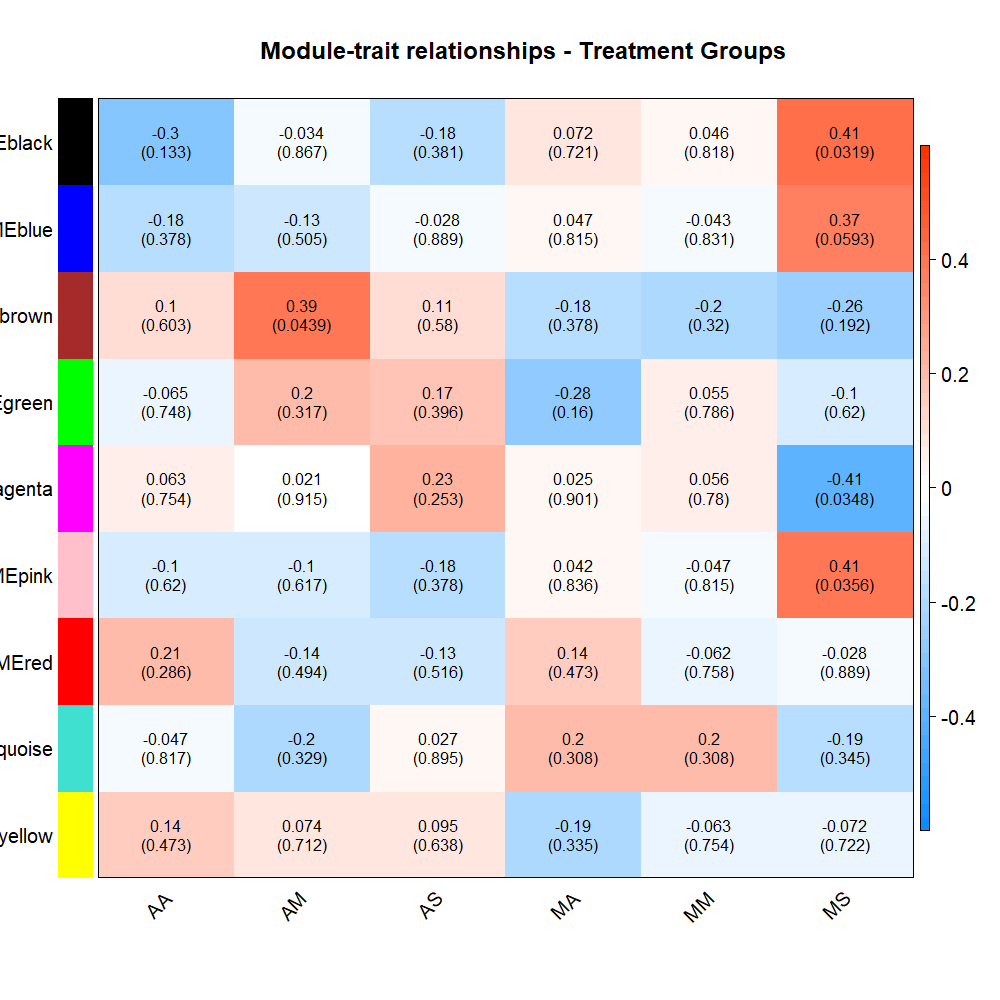 Module-trait relationships - Treatment Groups
Eblack
-0.3 -0.034 -0.18 0.072 0.046 0.41
(0.133) (0.867) (0.381) (0.721) (0.818) (0.0319)
MEblue
-0.18 -0.13 -0.028 0.047 -0.043 0.37
(0.378) (0.505) (0.889) (0.815) (0.831) (0.0593)
brown
0.1 0.39 0.11 -0.18 -0.2 -0.26
(0.603) (0.0439) (0.58) (0.378) (0.32) (0.192)
Egreen
-0.065 0.2 0.17 -0.28 0.055 -0.1
(0.748) (0.317) (0.396) (0.16) (0.786) (0.62)
agenta
0.063 0.021 0.23 0.025 0.056 -0.41
(0.754) (0.915) (0.253) (0.901) (0.78) (0.0348)
MEpink
-0.1 -0.1 -0.18 0.042 -0.047 0.41
(0.62) (0.617) (0.378) (0.836) (0.815) (0.0356)
MEred
0.21 -0.14 -0.13 0.14 -0.062 -0.028
(0.286) (0.494) (0.516) (0.473) (0.758) (0.889)
quoise
-0.047 -0.2 0.027 0.2 0.2 -0.19
(0.817) (0.329) (0.895) (0.308) (0.308) (0.345)
yellow
0.14 0.074 0.095 -0.19 -0.063 -0.072
(0.473) (0.712) (0.638) (0.335) (0.754) (0.722)
AA AM AS MA MM MS
0.4
0.2
0
-0.2
-0.4